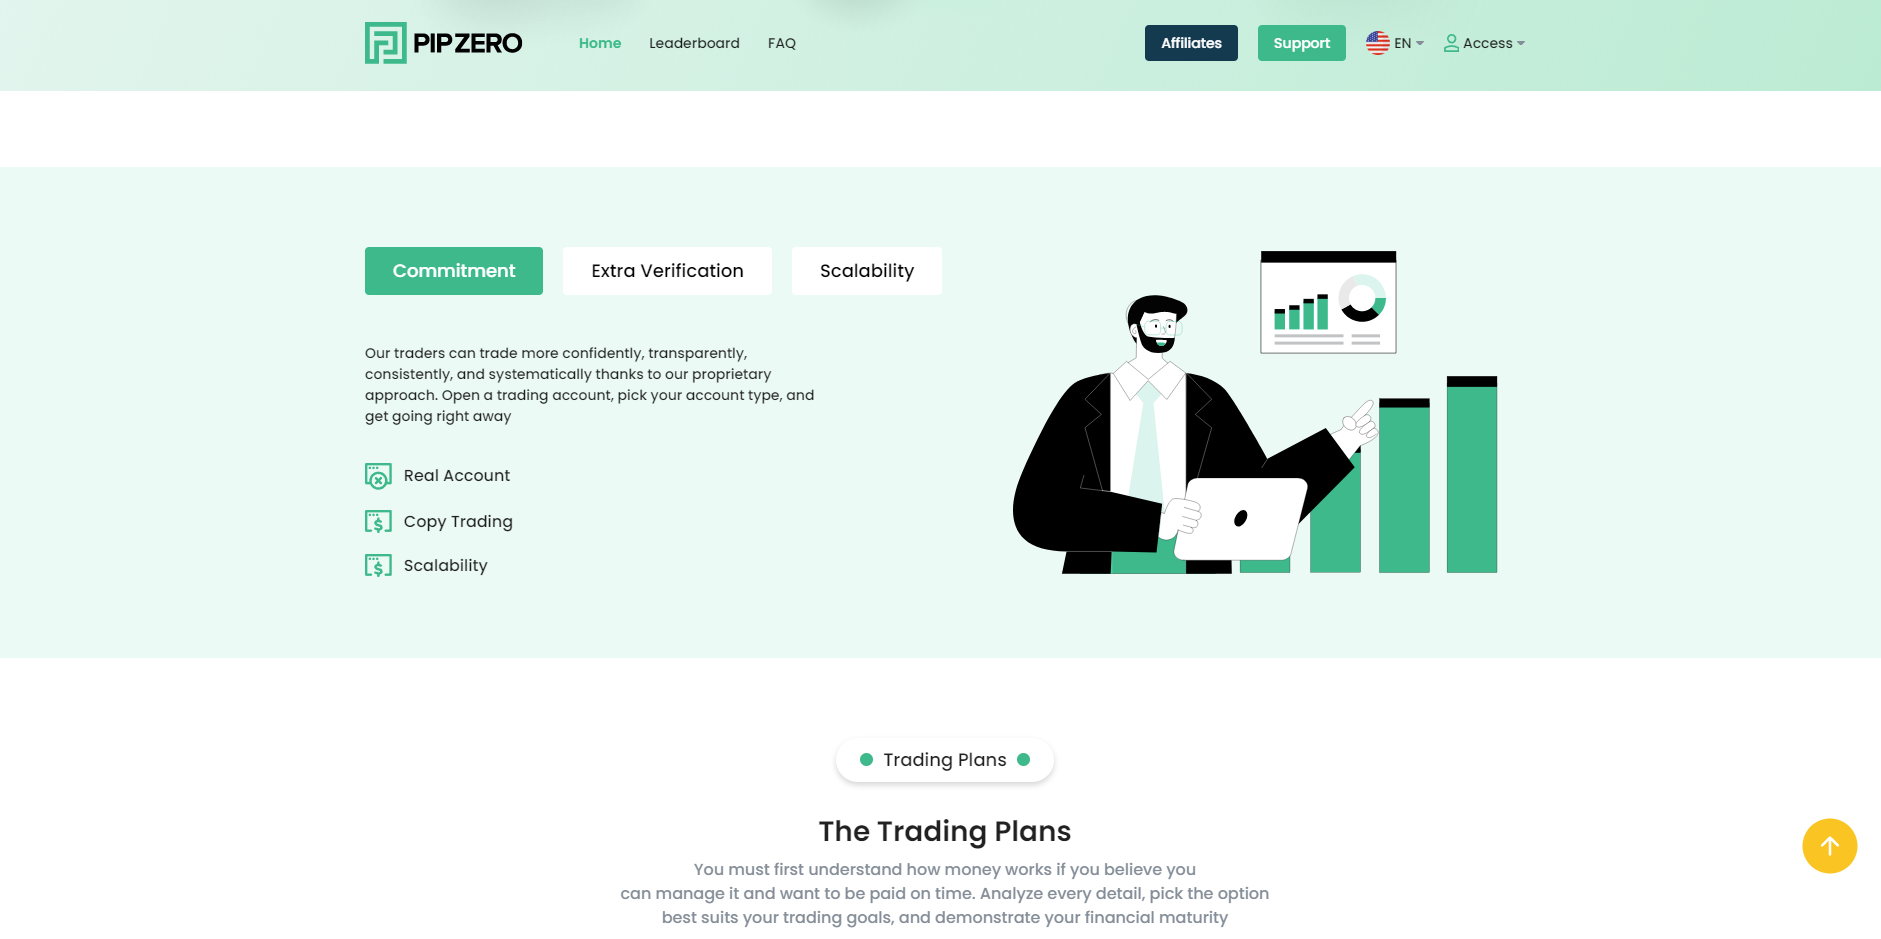 PIPZERO
Home
Leaderboard
FAQ
Affiliates
Support
EN
Access
Commitment
Extra Verification
Scalability
Our traders can trade more confidently, transparently,
consistently, and systematically thanks to our proprietary
approach. Open a trading account, pick your account type, and
get going right away
Real Account
Copy Trading
Scalability
Trading Plans
The Trading Plans
You must first understand how money works if you believe you
can manage it and want to be paid on time. Analyze every detail, pick the option
best suits your trading goals, and demonstrate your financial maturity